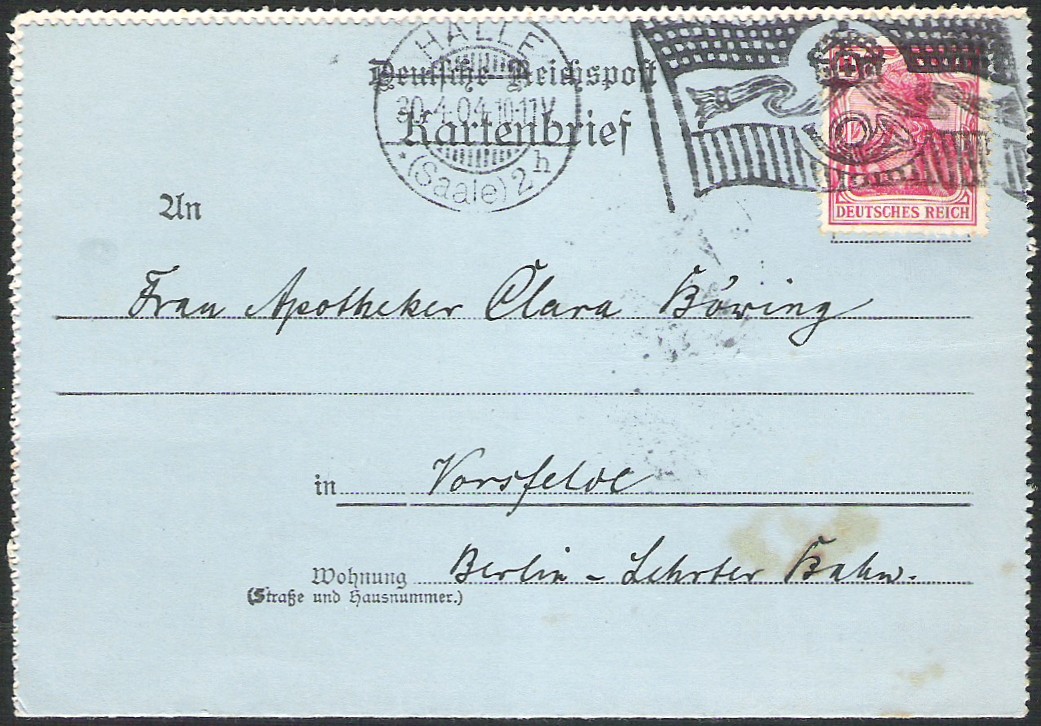 HALLE
Deutsche Reichspost
30.4.04.10-11V
Kartenbrief
* (Saale) 2 h
DEUTSCHES REICH
An
Frau Apotheker Clara Böwing
in Vorsfelde
Wohnung Berlin - Lehrter Bahn.
(Straße und Hausnummer.)